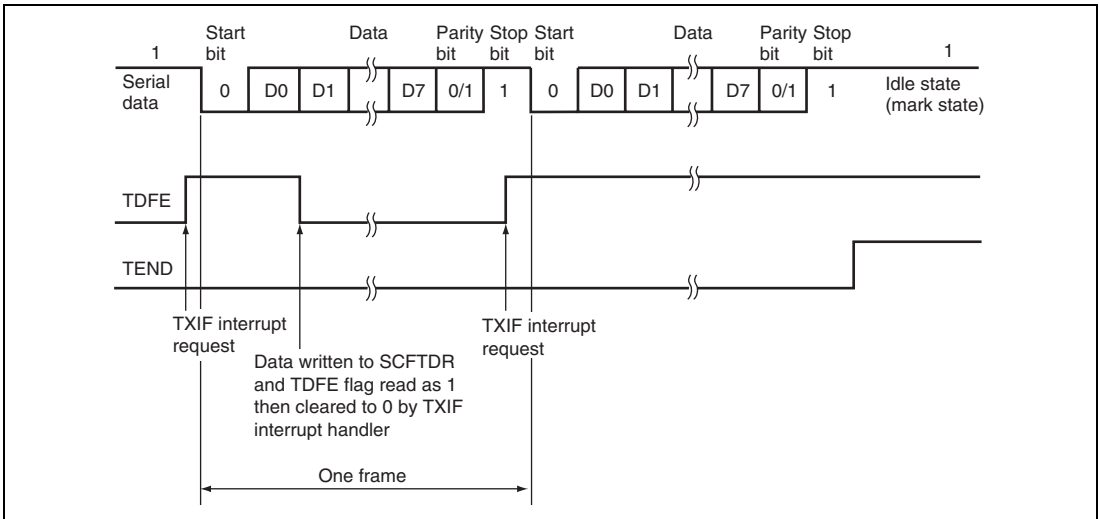 Start Data Parity Stop Start Data Parity Stop
1 bit bit bit bit bit bit 1
Serial data 0 D0 D1 D7 0/1 1 0 D0 D1 D7 0/1 1 Idle state
(mark state)
TDFE
TEND
TXIF interrupt
request
Data written to SCFTDR
and TDFE flag read as 1
then cleared to 0 by TXIF
interrupt handler
TXIF interrupt
request
One frame